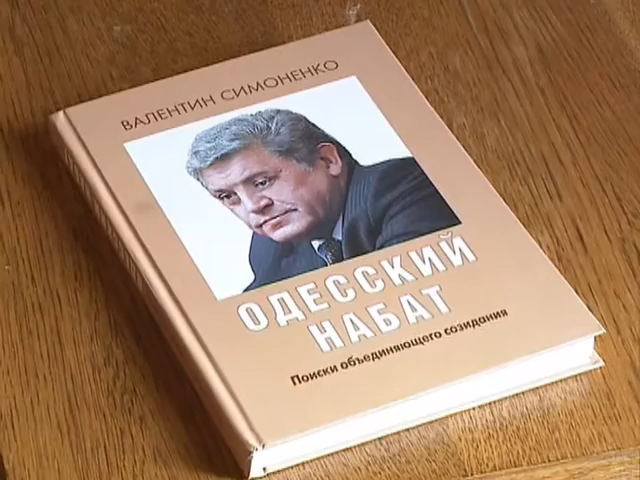 ВАЛЕНТИН СИМОНЕНКО
ОДЕССКИЙ
НАБАТ
Поиски объединяющего созидания